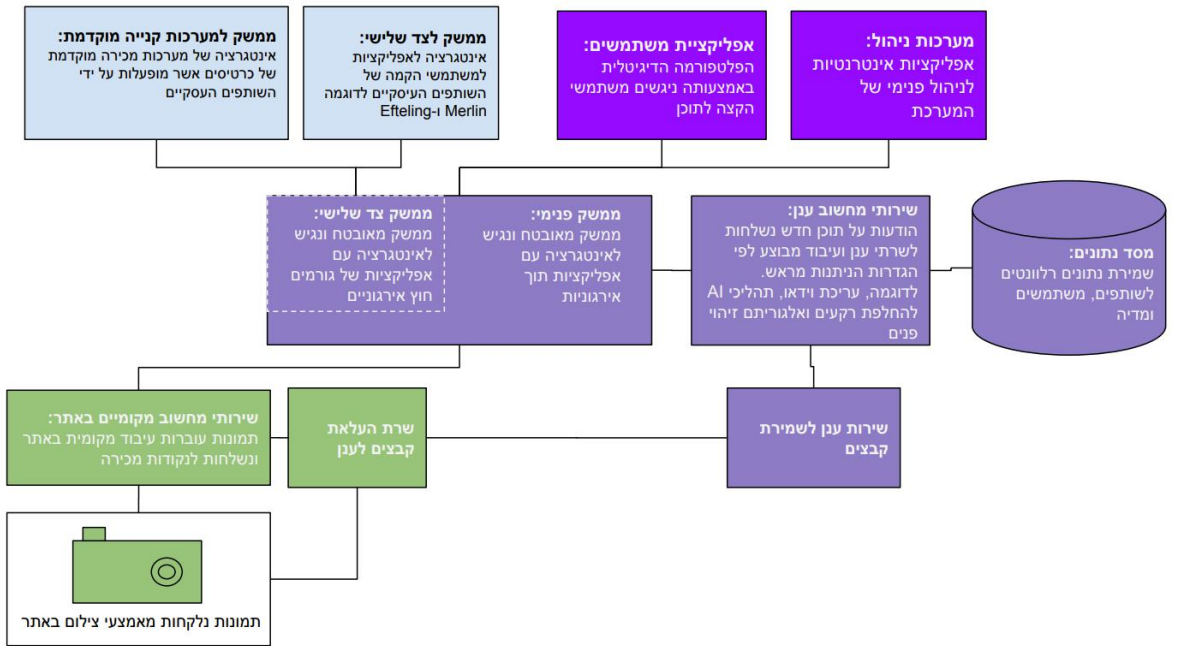 מערכות ניהול:
אפליקציות אינטרנטיות
לניהול פנימי של
המערכת
אפליקציית משתמשים:
הפלטפורמה הדיגיטלית
באמצעותה ניגשים משתמשי
הקצה לתוכן
ממשק לצד שלישי:
אינטגרציה לאפליקציות
למשתמשי הקמה של
השותפים העיסקיים לדוגמה
Merlin ו-Efteling
ממשק למערכות קנייה מוקדמת:
אינטגרציה של מערכות מכירה מוקדמת
של כרטיסים אשר מופעלות על ידי
השותפים העסקיים
מסד נתונים:
שמירת נתונים רלוונטים
לשותפים, משתמשים
ומדיה
שירותי מחשוב ענן:
הודעות על תוכן חדש נשלחות
לשרתי ענן ועיבוד מבוצע לפי
הגדרות הניתנות מראש.
לדוגמה, עריכת וידאו, תהליכי AI
להחלפת רקעים ואלגוריתם זיהוי
פנים
ממשק פנימי:
ממשק מאובטח ונגיש
לאינטגרציה עם
אפליקציות תוך
אירגוניות
ממשק צד שלישי:
ממשק מאובטח ונגיש
לאינטגרציה עם
אפליקציות של גורמים
חוץ אירגוניים
שירות ענן לשמירת
קבצים
שרת העלאת
קבצים לענן
שירותי מחשוב מקומיים באתר:
תמונות עוברות עיבוד מקומית באתר
ונשלחות לנקודות מכירה
תמונות נלקחות מאמצעי צילום באתר